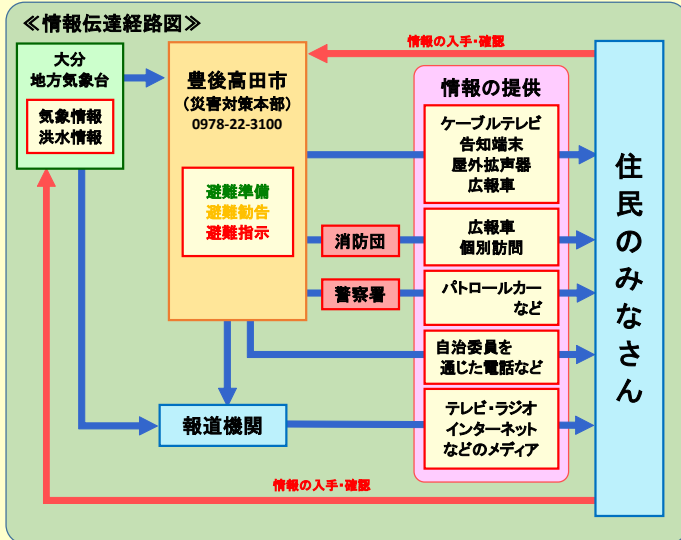 ≪情報伝達経路図≫
大分
地方気象台
気象情報
洪水情報
豊後高田市
(災害対策本部)
0978-22-3100
避難準備
避難勧告
避難指示
情報の入手・確認
情報の提供
ケーブルテレビ
告知端末
屋外拡声器
広報車
消防団
広報車
個別訪問
警察署
パトロールカー
など
自治委員を
通じた電話など
報道機関
テレビ・ラジオ
インターネット
などのメディア
住民のみなさん
情報の入手・確認